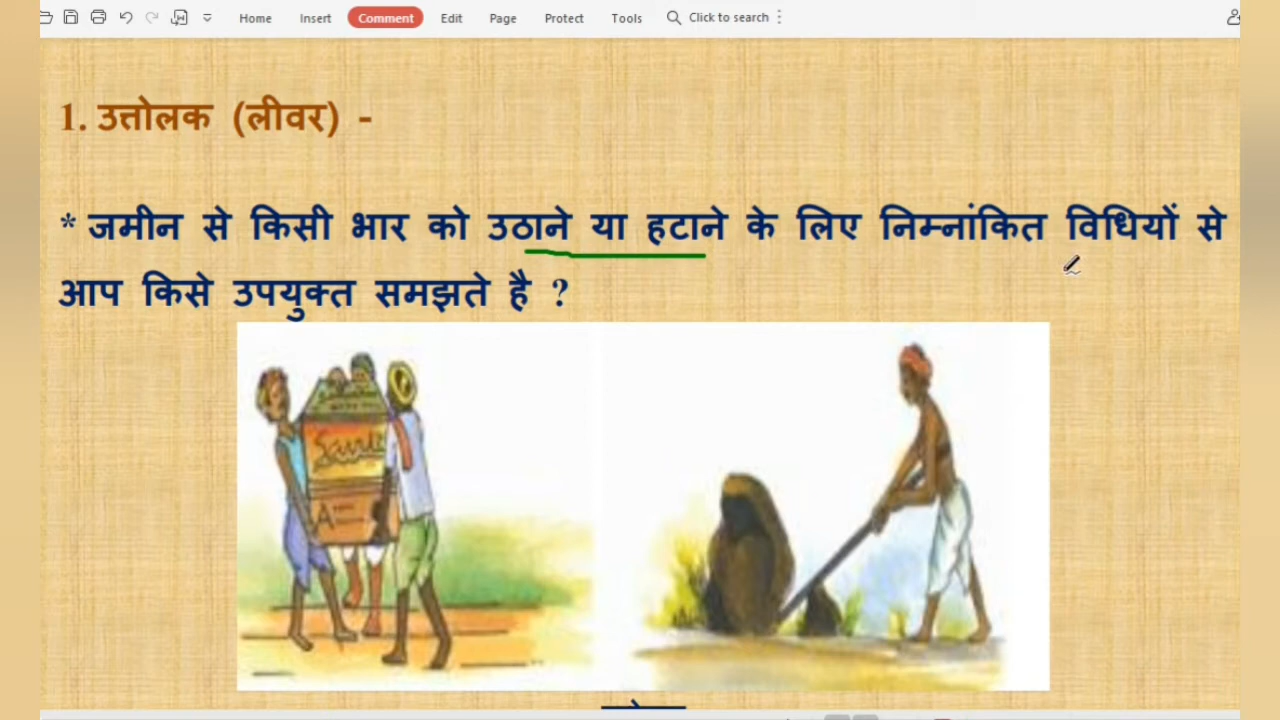 Home Insert Comment Edit Page Protect Tools Click to search
1. उत्तोलक (लीवर) -
* जमीन से किसी भार को उठाने या हटाने के लिए निम्नांकित विधियों से
आप किसे उपयुक्त समझते है ?